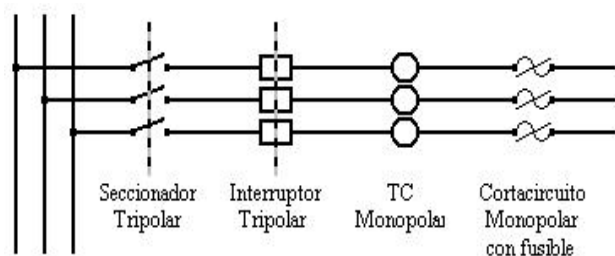 Seccionador
Tripolar
Interruptor
Tripolar
TC
Monopolar
Cortacircuito
Monopolar
con fusible